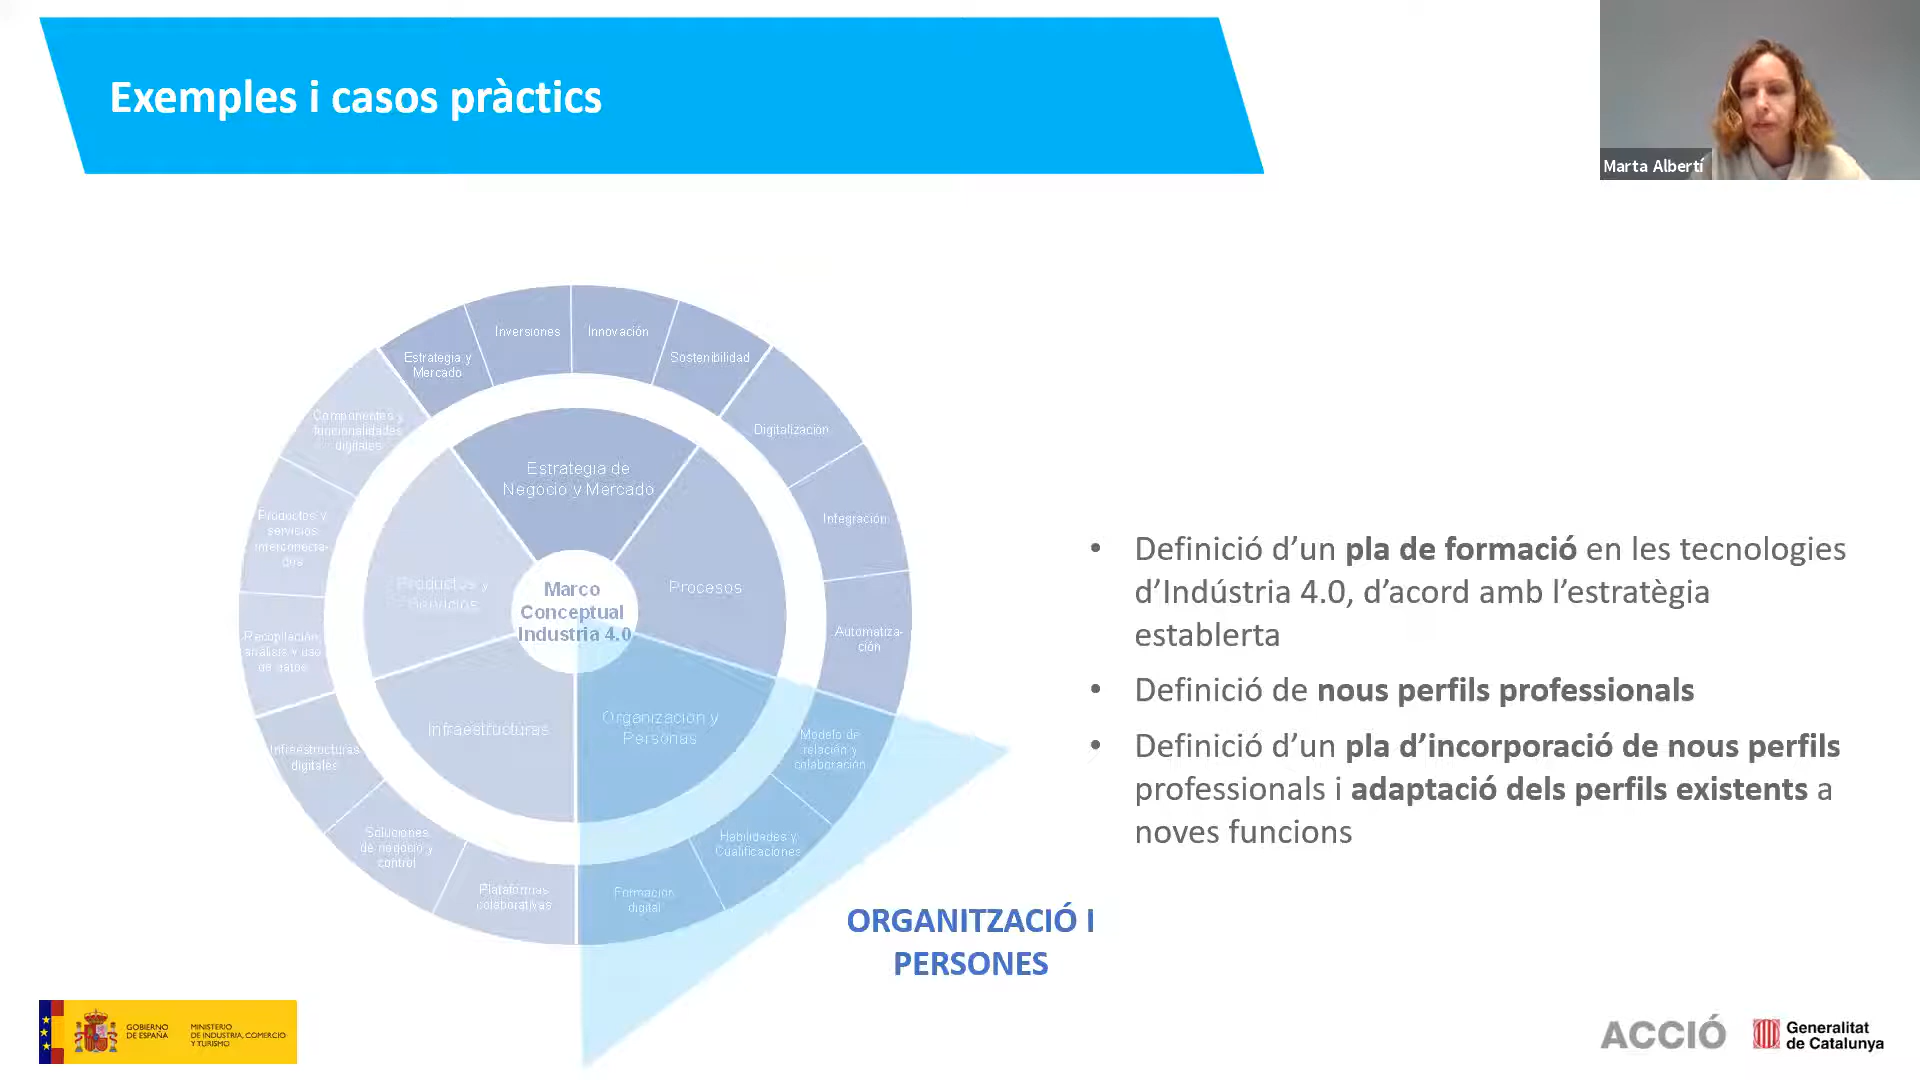 Exemples i casos pràctics
Marta Albertí
Inversiones
Innovación
Estrategia y
Mercado
Sostenibilidad
Componentes y
funcionalidades
digitales
Digitalización
Estrategia de
Negocio y Mercado
Productos y
servicios
interconecta-
dos
Integración
Productos y
Servicios
Marco
Conceptual
Industria 4.0
Procesos
Recopilación,
análisis y uso
de datos
Automatiza-
ción
Infraestructuras
Organización y
Personas
Infraestructuras
digitales
Modelo de
relación y
colaboración
Soluciones
de negocio y
control
Habilidades y
Cualificaciones
Plataformas
colaborativas
Formación
digital
• Definició d’un pla de formació en les tecnologies
d’Indústria 4.0, d’acord amb l’estratègia
establerta
• Definició de nous perfils professionals
• Definició d’un pla d’incorporació de nous perfils
professionals i adaptació dels perfils existents a
noves funcions
ORGANITZACIÓ I
PERSONES
GOBIERNO
DE ESPAÑA
MINISTERIO
DE INDUSTRIA, COMERCIO
Y TURISMO
ACCIÓ
Generalitat
de Catalunya